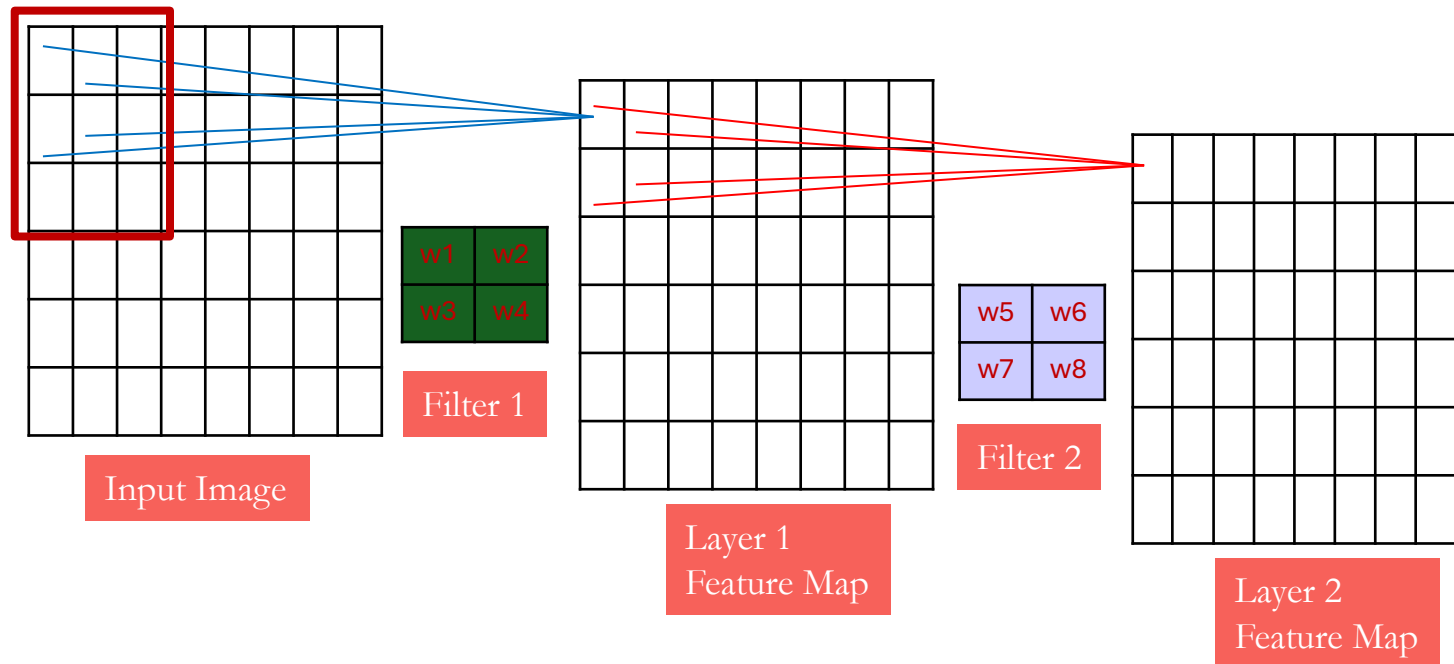 w1 w2
w3 w4
Filter 1
Input Image
w5 w6
w7 w8
Filter 2
Layer 1
Feature Map
Layer 2
Feature Map